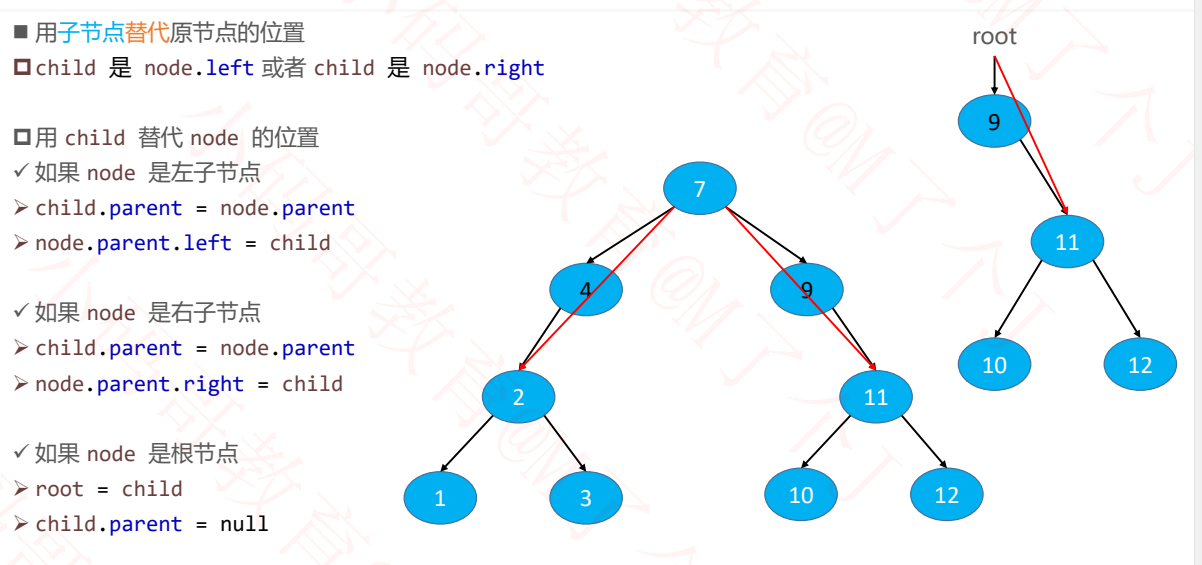 ■ 用子节点替代原节点的位置
child 是 node.left 或者 child 是 node.right
用 child 替代 node 的位置
✓ 如果 node 是左子节点
➢ child.parent = node.parent
➢ node.parent.left = child
✓ 如果 node 是右子节点
➢ child.parent = node.parent
➢ node.parent.right = child
✓ 如果 node 是根节点
➢ root = child
➢ child.parent = null
7
4
9
2
11
1
3
10
12
root
9
11
10
12
小码哥教育@M了个J